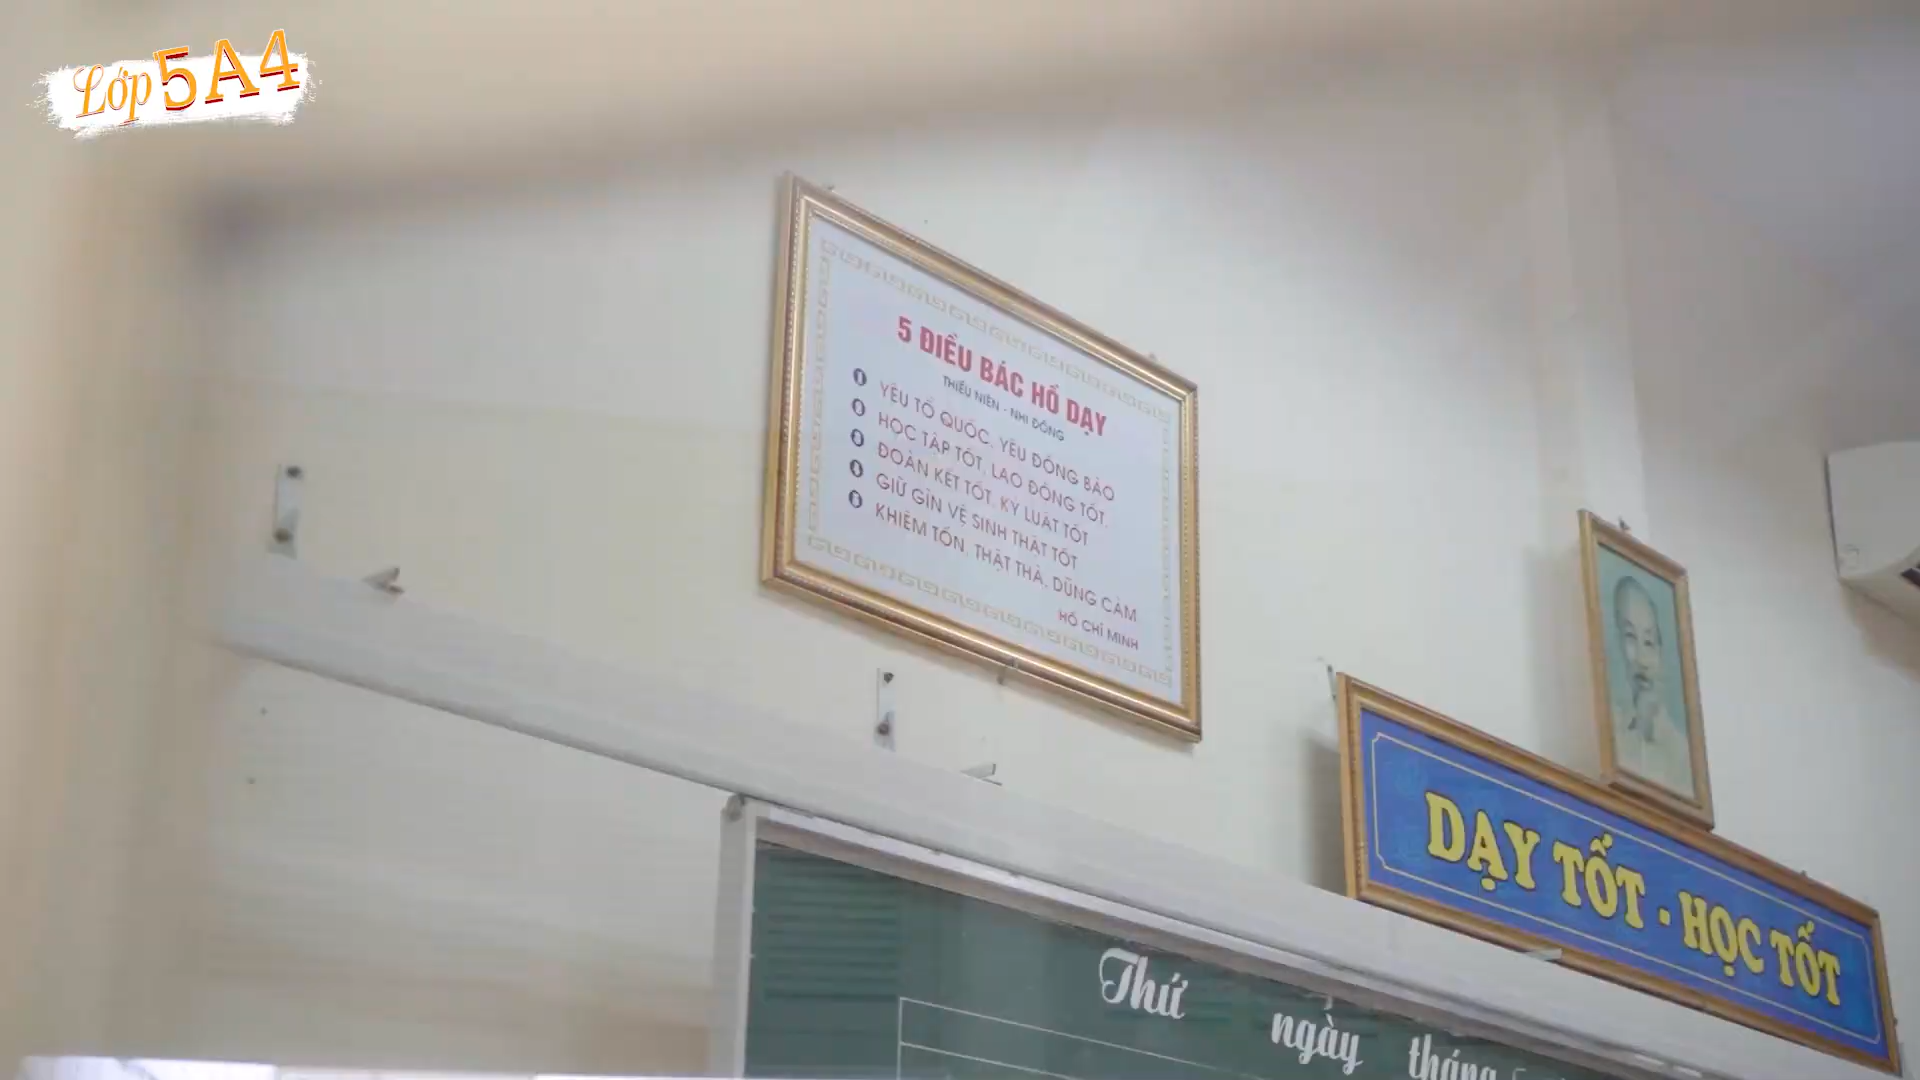 Lớp 5A4
5 ĐIỀU BÁC HỒ DẠY
THIẾU NIÊN - NHI ĐỒNG
YÊU TỔ QUỐC, YÊU ĐỒNG BÀO
HỌC TẬP TỐT, LAO ĐỘNG TỐT,
ĐOÀN KẾT TỐT, KỶ LUẬT TỐT
GIỮ GÌN VỆ SINH THẬT TỐT
KHIÊM TỐN, THẬT THÀ, DŨNG CẢM
HỒ CHÍ MINH
DẠY TỐT - HỌC TỐT
Thứ ngày tháng